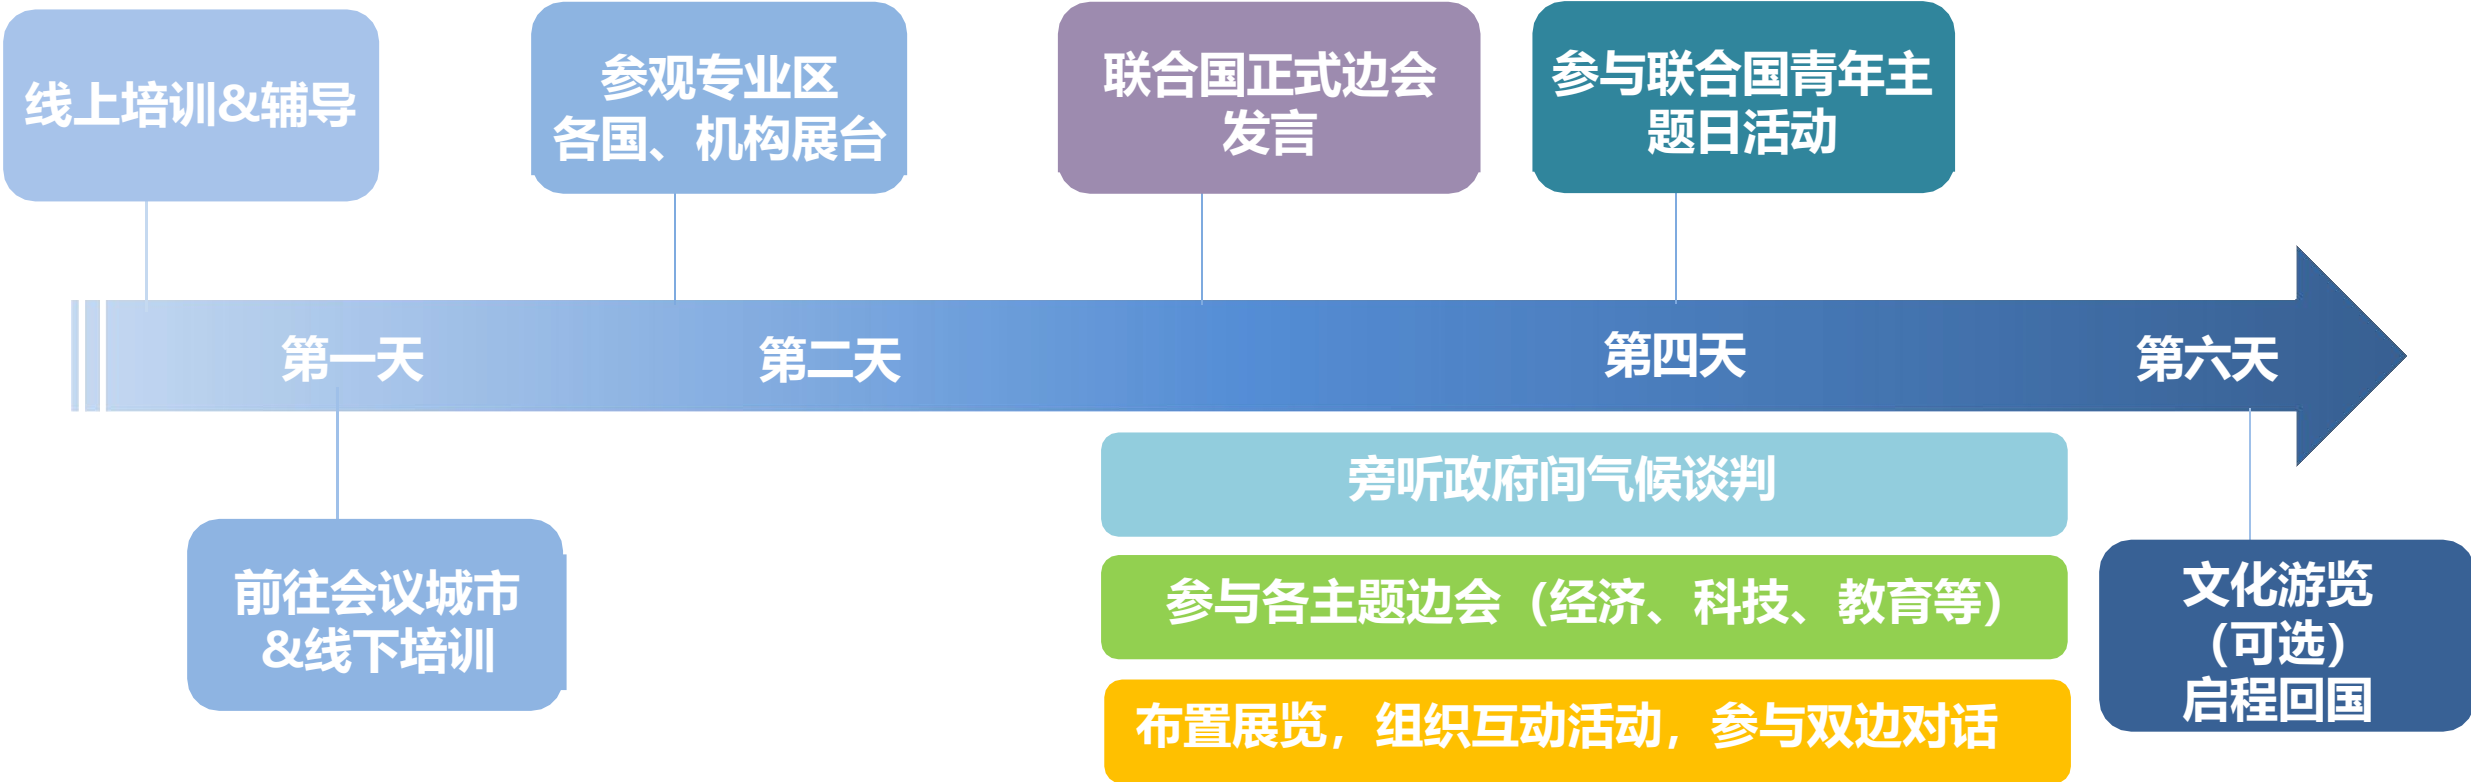 线上培训&辅导
参观专业区
各国、机构展台
联合国正式边会
发言
参与联合国青年主
题日活动
第一天
第二天
第四天
第六天
前往会议城市
&线下培训
旁听政府间气候谈判
参与各主题边会（经济、科技、教育等）
布置展览，组织互动活动，参与双边对话
文化游览
（可选）
启程回国